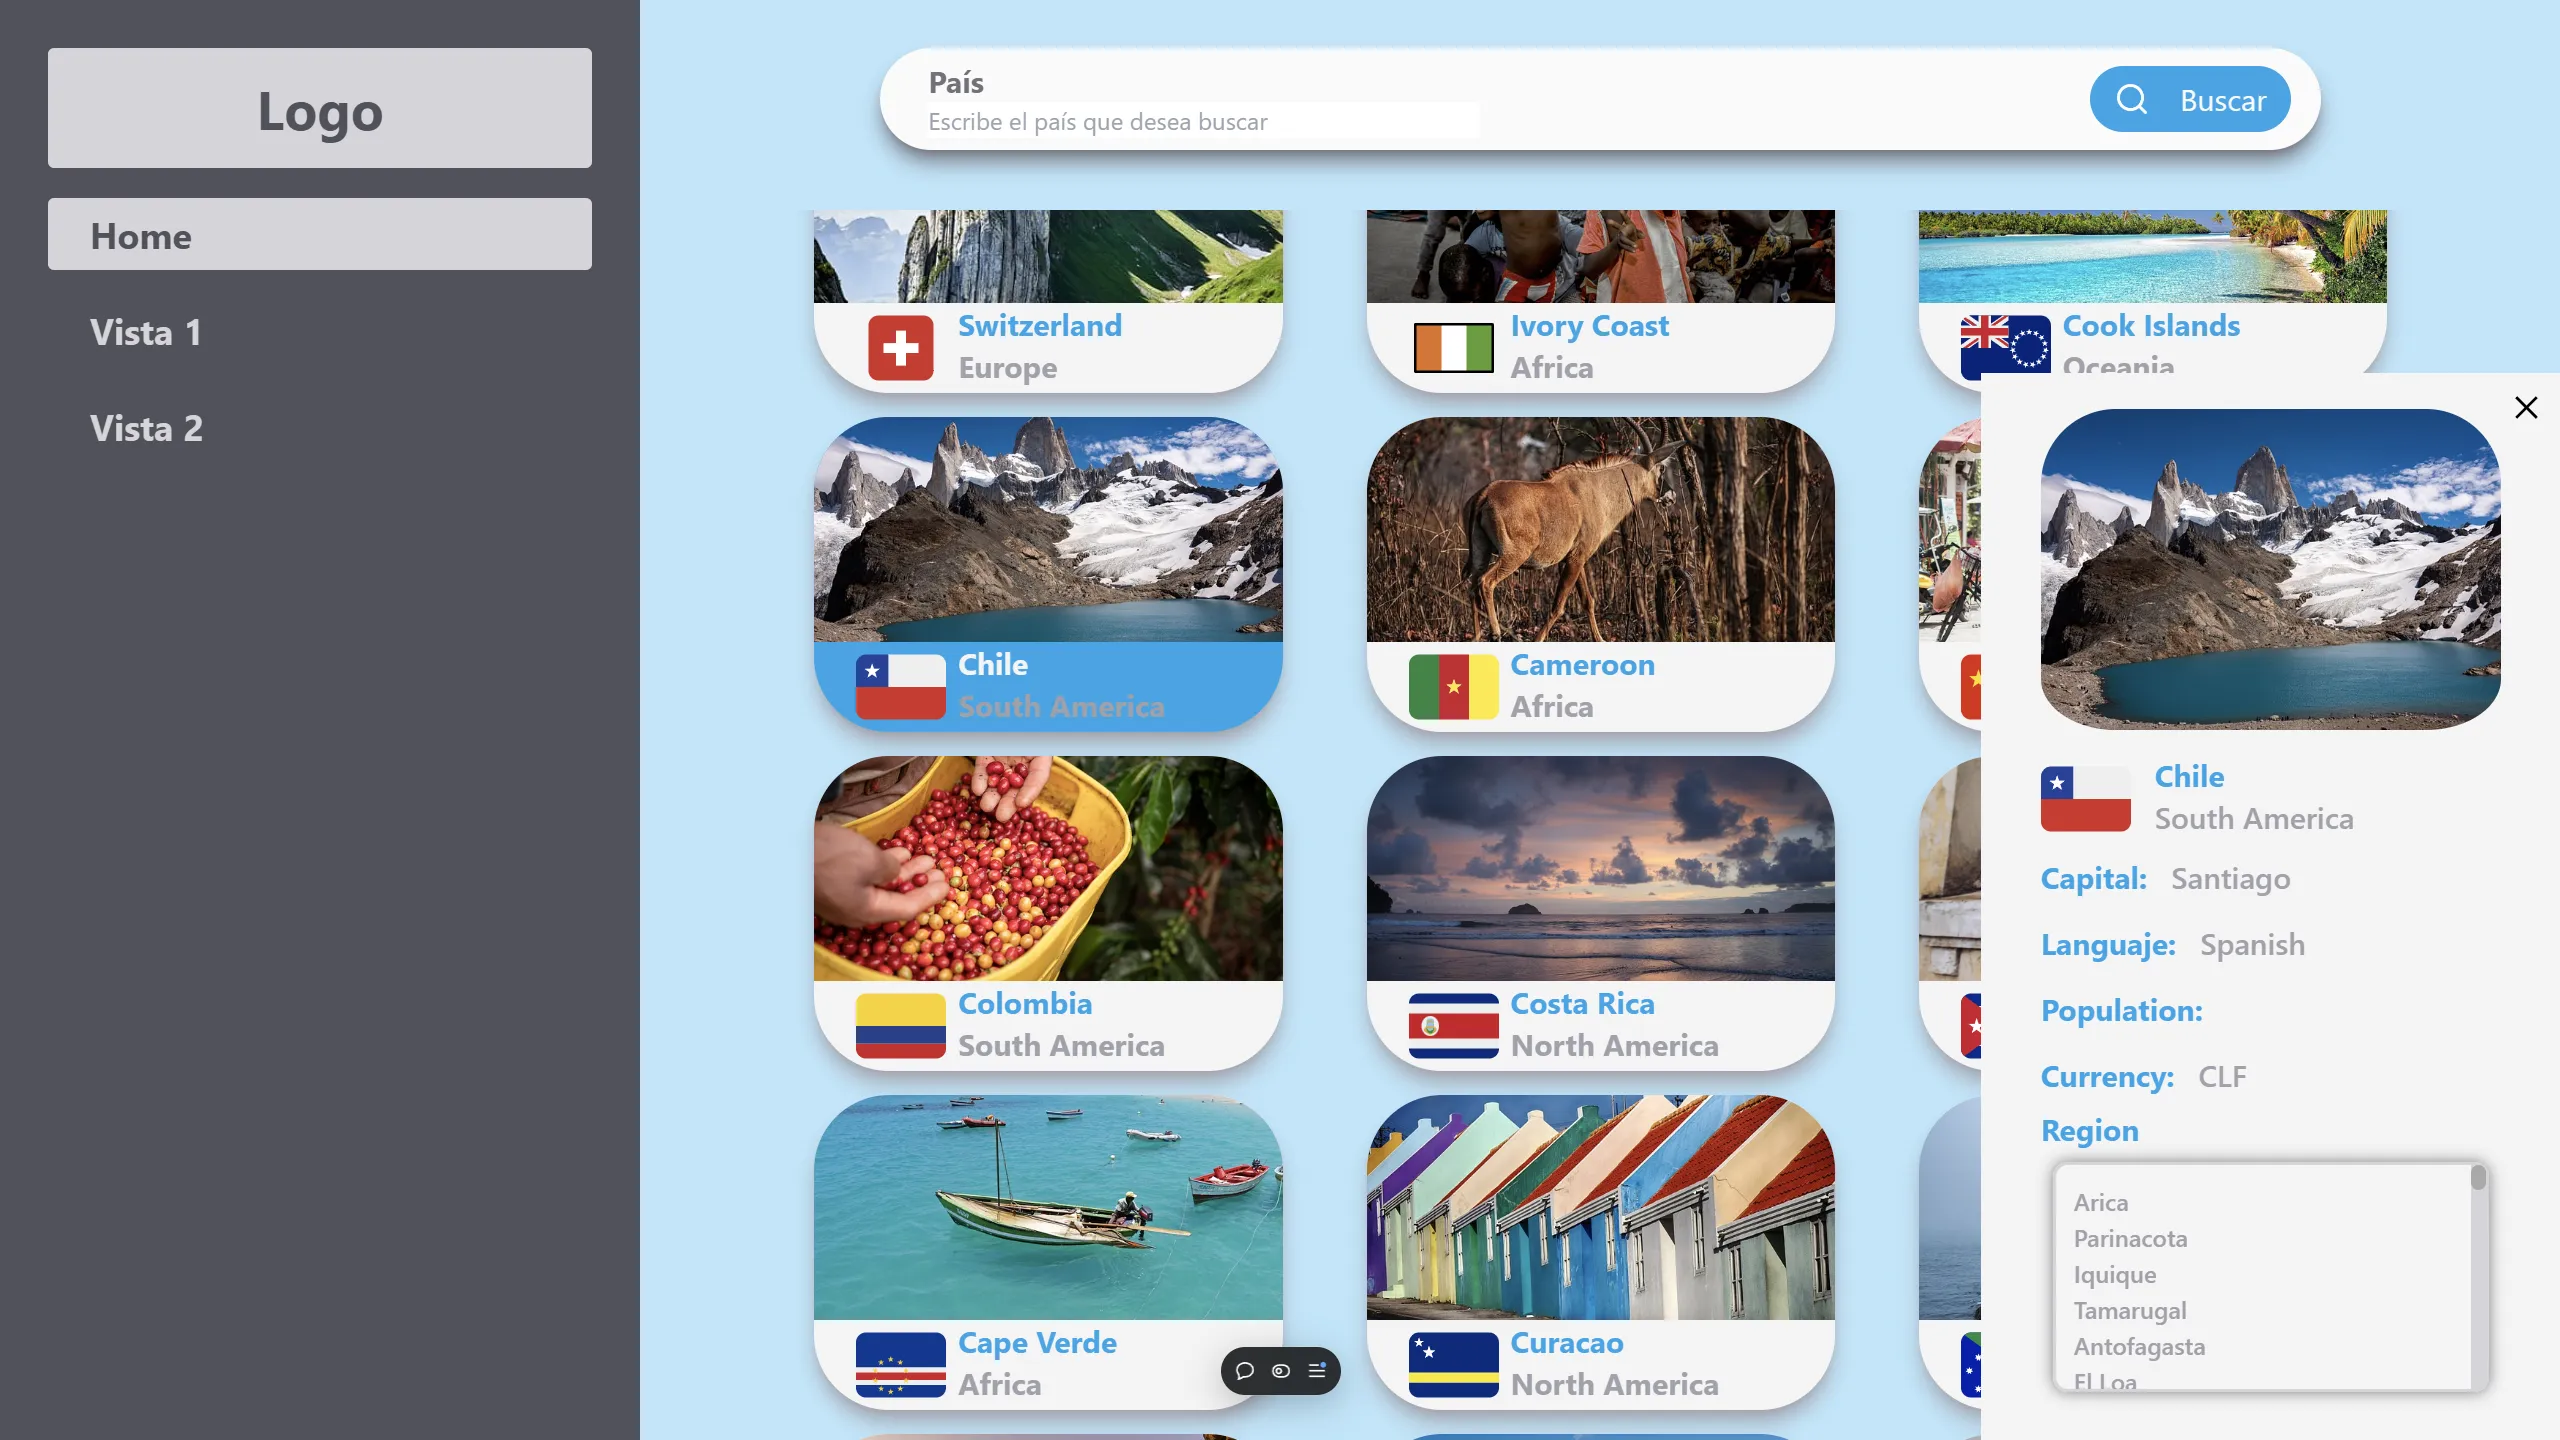 Logo
Home
Vista 1
Vista 2
País
Escribe el país que desea buscar
Buscar
Switzerland
Europe
Ivory Coast
Africa
Cook Islands
Oceania
Chile
South America
Cameroon
Africa
Colombia
South America
Costa Rica
North America
Cape Verde
Africa
Curacao
North America
Chile
South America
Capital: Santiago
Languaje: Spanish
Population:
Currency: CLF
Region
Arica
Parinacota
Iquique
Tamarugal
Antofagasta
El Loa